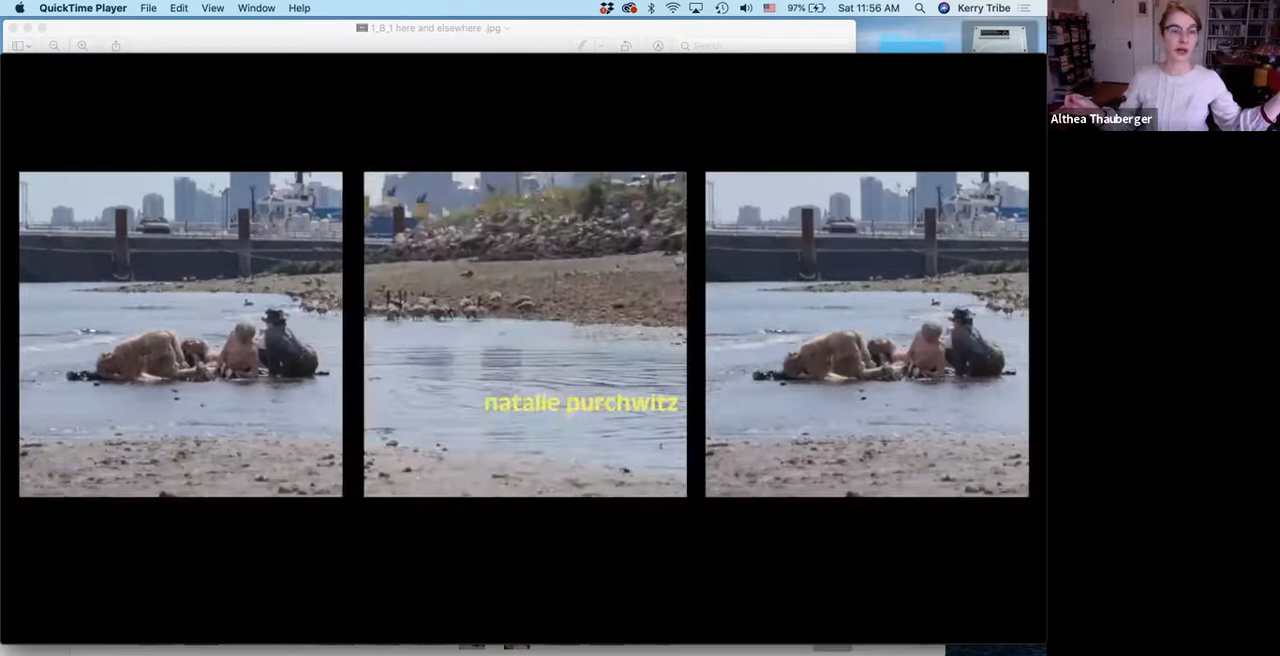 QuickTime Player File Edit View Window Help 97% Sat 11:56 AM Kerry Tribe
1_B_1 here and elsewhere .jpg
Search
Althea Thauberger
natalie purchwitz